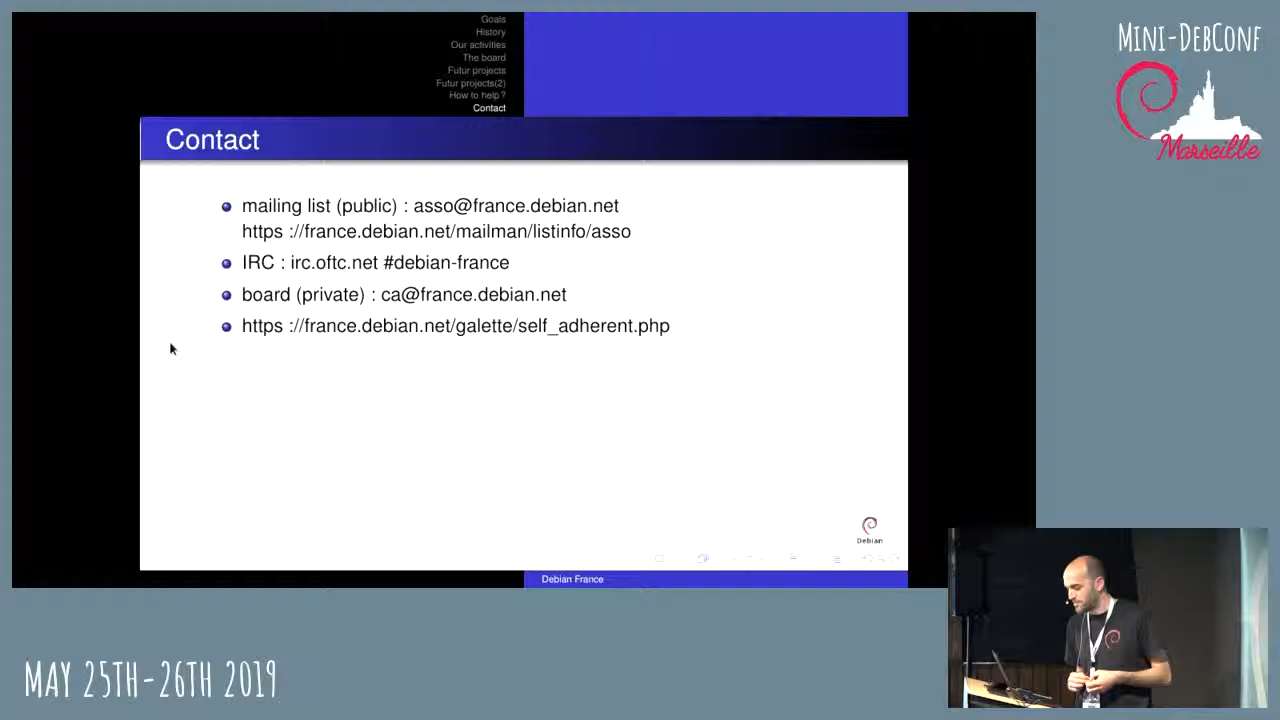 Goals
History
Our activities
The board
Futur projects
Futur projects(2)
How to help ?
Contact
Contact
mailing list (public) : asso@france.debian.net
https ://france.debian.net/mailman/listinfo/asso
IRC : irc.oftc.net #debian-france
board (private) : ca@france.debian.net
https ://france.debian.net/galette/self_adherent.php
Debian
Debian France
MINI-DEBCONF
Marseille
MAY 25TH-26TH 2019